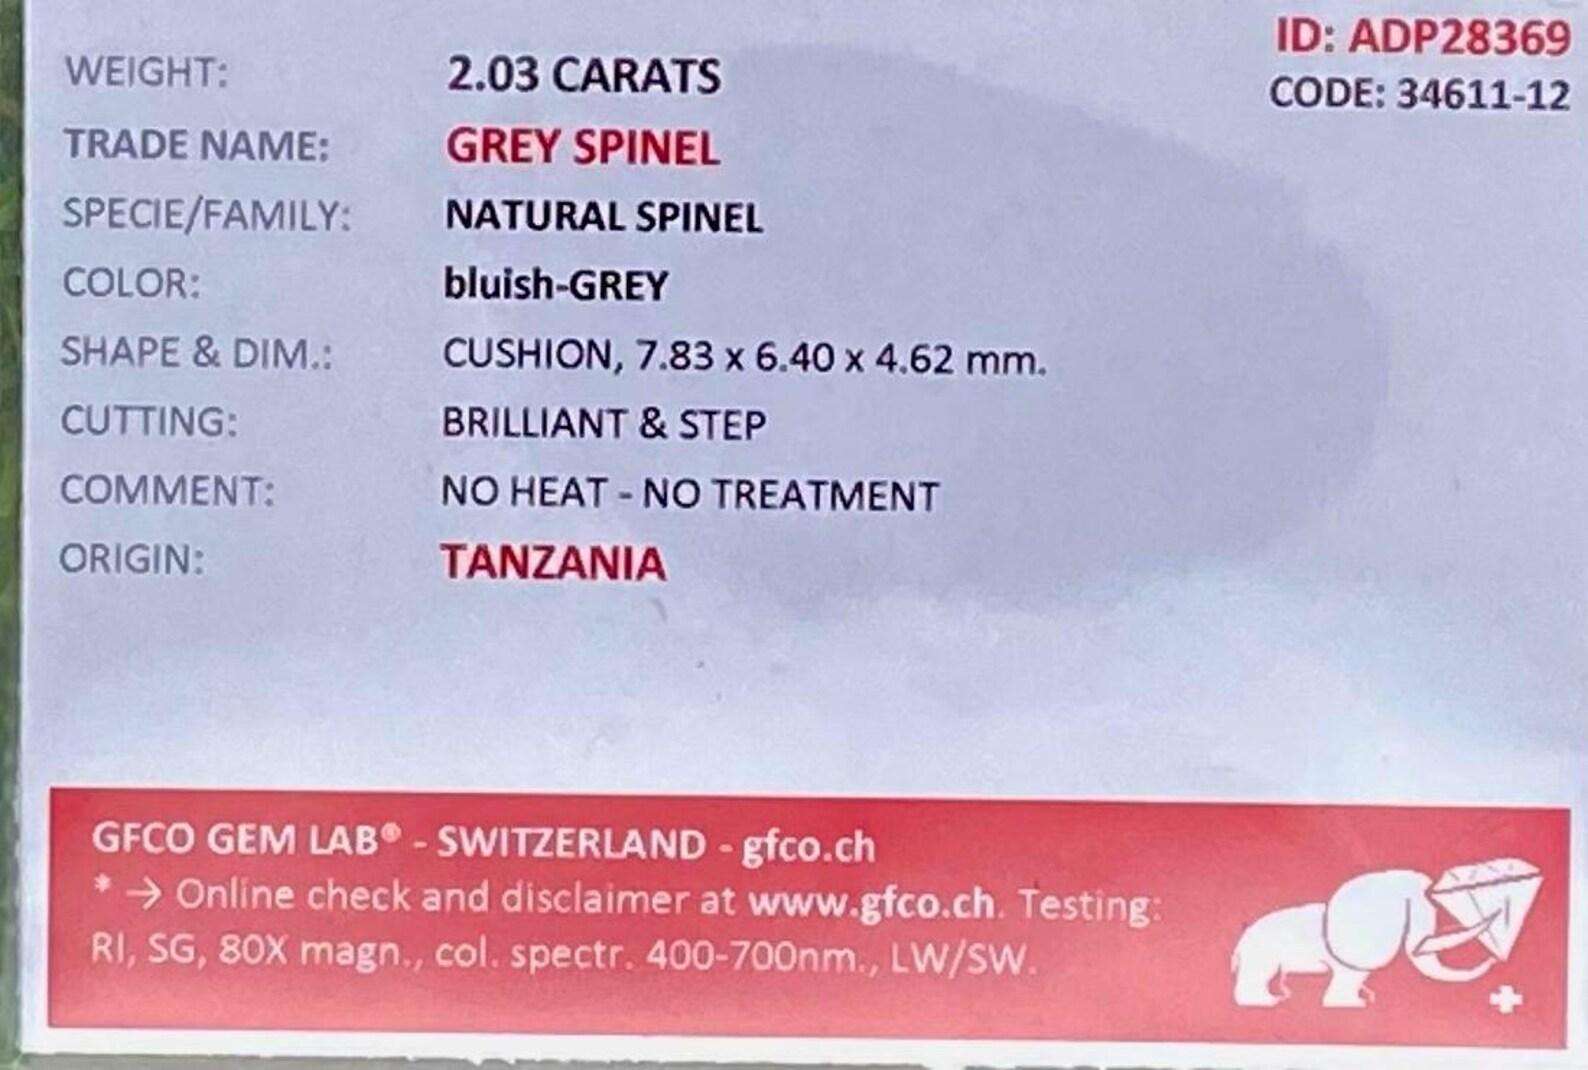 ID: ADP28369
CODE: 34611-12
WEIGHT: 2.03 CARATS
TRADE NAME: GREY SPINEL
SPECIE/FAMILY: NATURAL SPINEL
COLOR: bluish-GREY
SHAPE & DIM.: CUSHION, 7.83 x 6.40 x 4.62 mm.
CUTTING: BRILLIANT & STEP
COMMENT: NO HEAT - NO TREATMENT
ORIGIN: TANZANIA
GFCO GEM LAB® - SWITZERLAND - gfco.ch
* → Online check and disclaimer at www.gfco.ch. Testing:
RI, SG, 80X magn., col. spectr. 400-700nm., LW/SW.